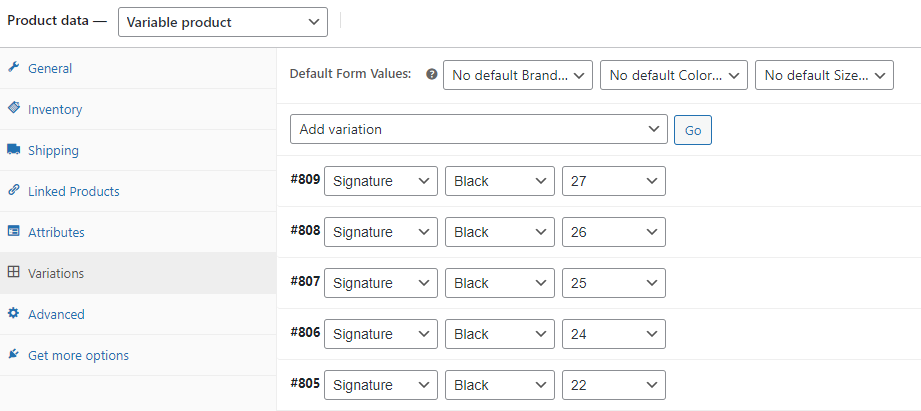 Product data — Variable product
General
Inventory
Shipping
Linked Products
Attributes
Variations
Advanced
Get more options
Default Form Values: ? No default Brand... No default Color... No default Size...
Add variation Go
#809 Signature Black 27
#808 Signature Black 26
#807 Signature Black 25
#806 Signature Black 24
#805 Signature Black 22